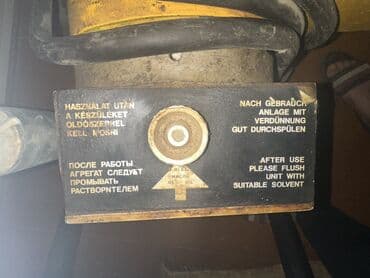 HASZNÁLAT UTÁN
A KÉSZÜLÉKET
OLDÓSZERREL
KELL MOSNI
NACH GEBRAUCH
ANLAGE MIT
VERDÜNNUNG
GUT DURCHSPÜLEN
ПОСЛЕ РАБОТЫ
АГРЕГАТ СЛЕДУЕТ
ПРОМЫВАТЬ
РАСТВОРИТЕЛЕМ
AFTER USE
PLEASE FLUSH
UNIT WITH
SUITABLE SOLVENT